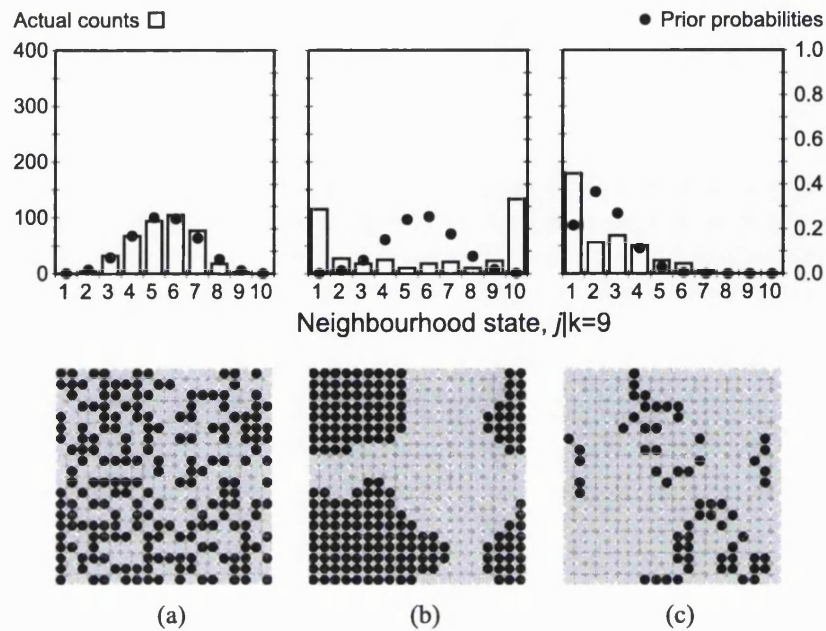 Actual counts
Prior probabilities
400
300
200
100
0
1.0
0.8
0.6
0.4
0.2
0.0
1 2 3 4 5 6 7 8 9 10
1 2 3 4 5 6 7 8 9 10
1 2 3 4 5 6 7 8 9 10
Neighbourhood state, j|k=9
(a)
(b)
(c)